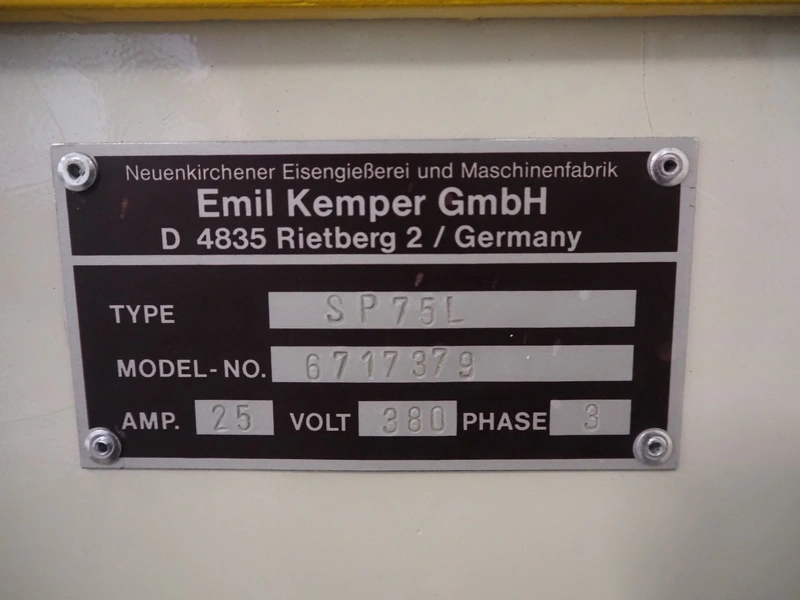 Neuenkirchener Eisengießerei und Maschinenfabrik
Emil Kemper GmbH
D 4835 Rietberg 2 / Germany
TYPE SP75L
MODEL-NO. 6717379
AMP. 25 VOLT 380 PHASE 3